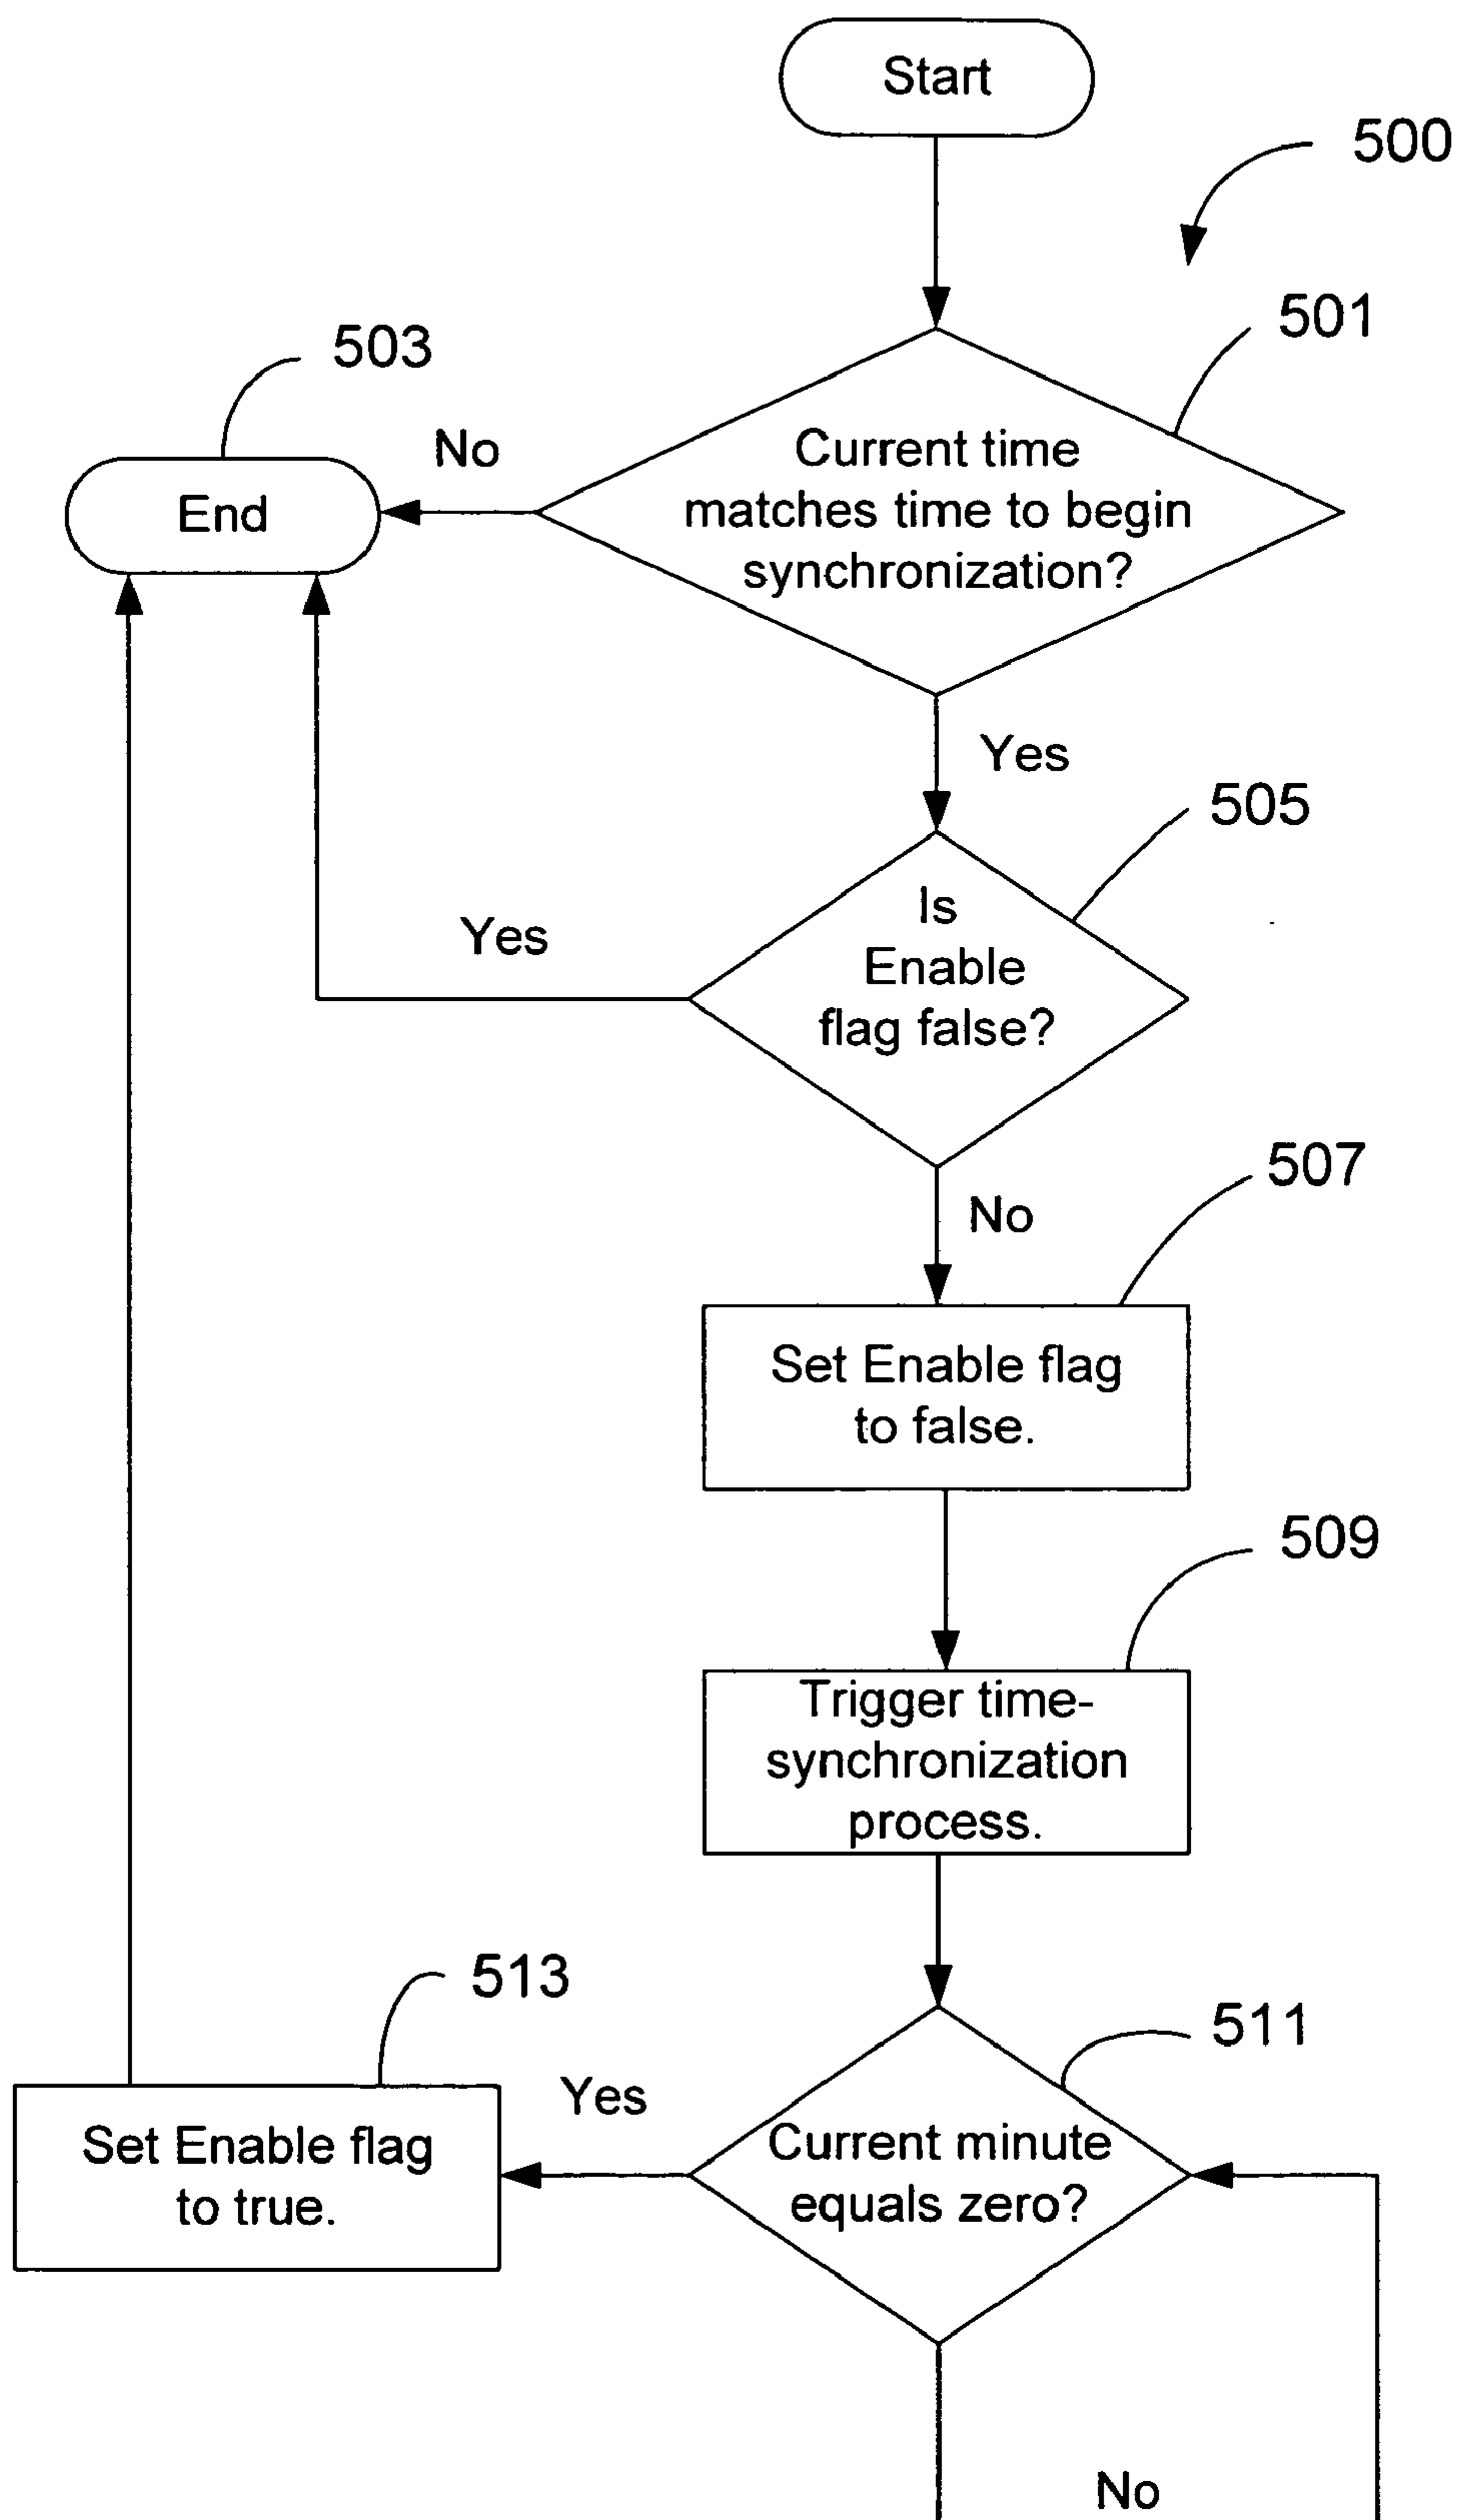 Start
500
501
503
No
Current time
matches time to begin
synchronization?
End
Yes
505
Is
Enable
flag false?
Yes
507
No
Set Enable flag
to false.
509
Trigger time-
synchronization
process.
513
511
Yes
Current minute
equals zero?
Set Enable flag
to true.
No